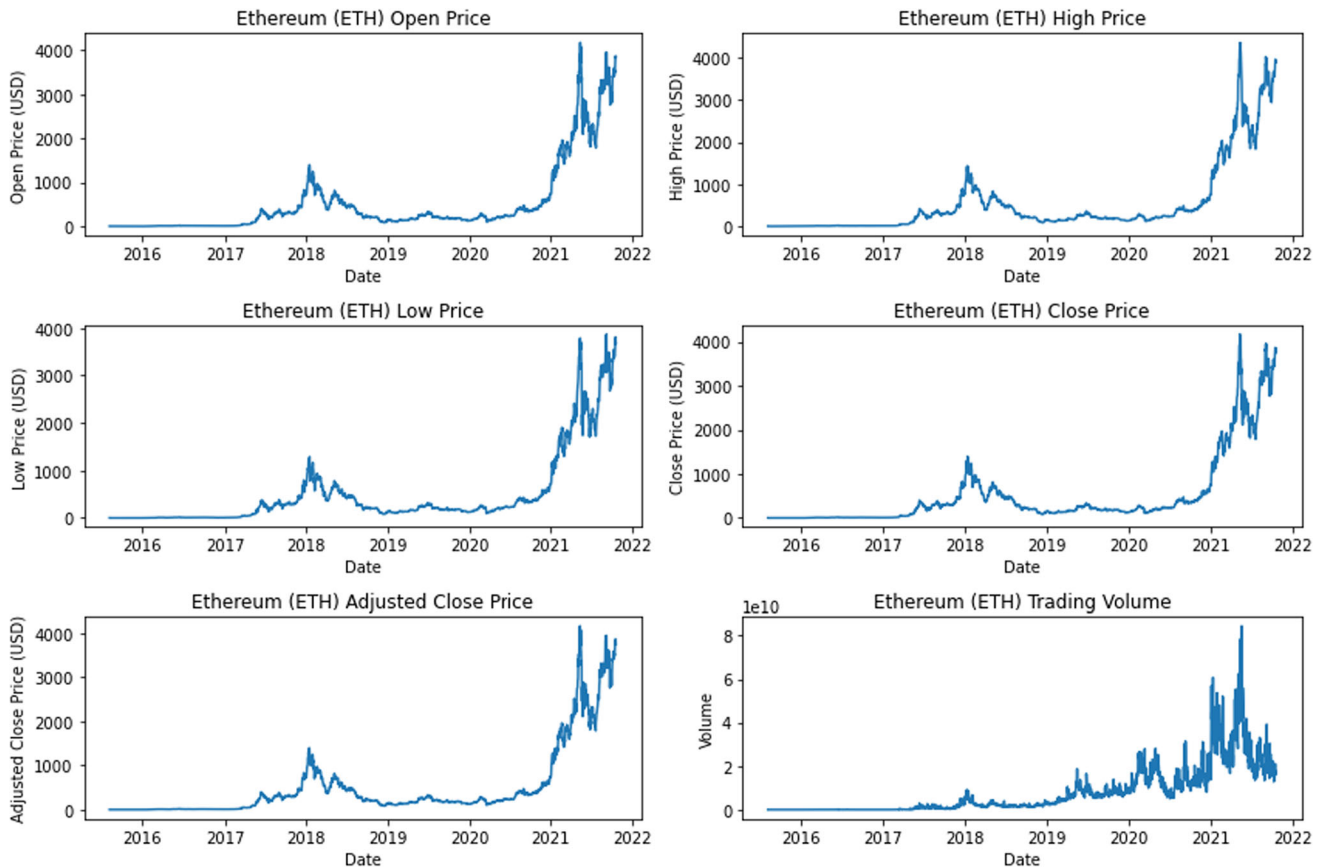 Ethereum (ETH) Open Price
Open Price (USD)
4000
3000
2000
1000
0
2016 2017 2018 2019 2020 2021 2022
Date
Ethereum (ETH) High Price
High Price (USD)
4000
3000
2000
1000
0
2016 2017 2018 2019 2020 2021 2022
Date
Ethereum (ETH) Low Price
Low Price (USD)
4000
3000
2000
1000
0
2016 2017 2018 2019 2020 2021 2022
Date
Ethereum (ETH) Close Price
Close Price (USD)
4000
3000
2000
1000
0
2016 2017 2018 2019 2020 2021 2022
Date
Ethereum (ETH) Adjusted Close Price
Adjusted Close Price (USD)
4000
3000
2000
1000
0
2016 2017 2018 2019 2020 2021 2022
Date
Ethereum (ETH) Trading Volume
1e10
Volume
8
6
4
2
0
2016 2017 2018 2019 2020 2021 2022
Date